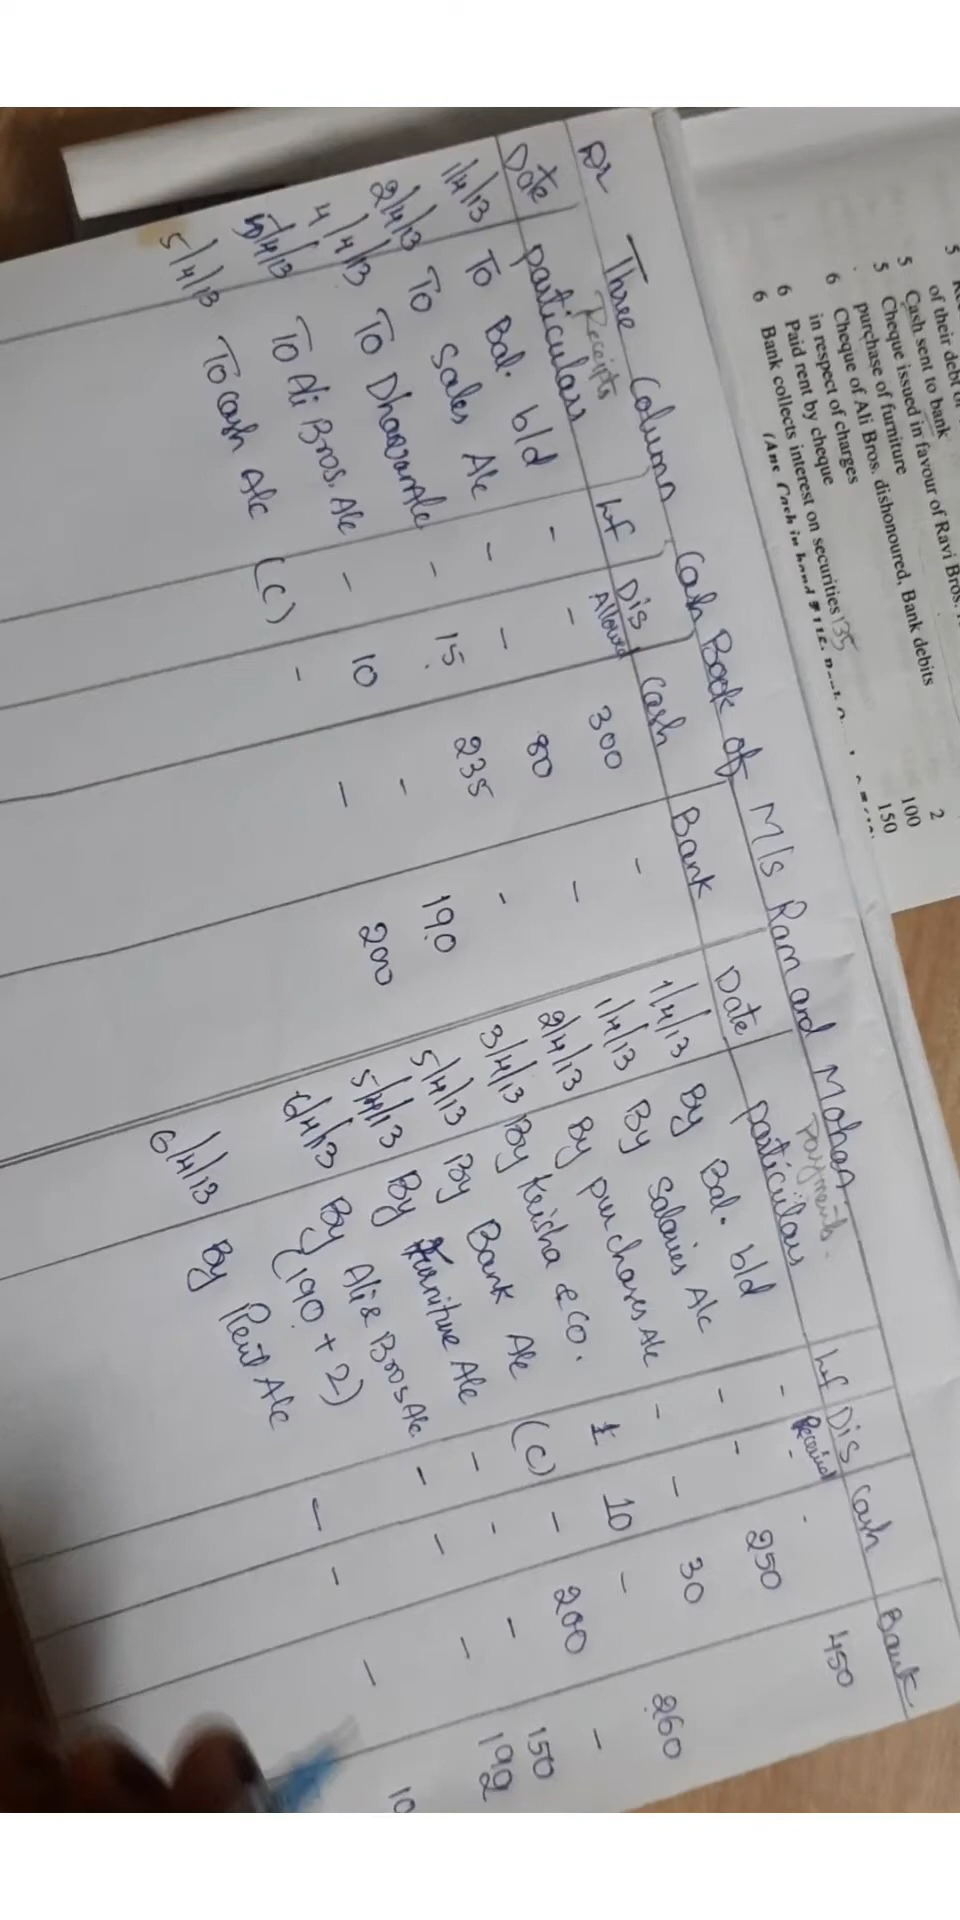 of their debt
5 Cash sent to bank 2
5 Cheque issued in favour of Ravi Bros. 100
purchase of furniture 150
6 Cheque of Ali Bros. dishonoured, Bank debits
in respect of charges
6 Paid rent by cheque
6 Bank collects interest on securities 135
Three Column Cash Book of M/s Ram and Mohan.
Dr Receipts payments.
Date particulars Lf Dis Allowed Cash Bank Date particulars Lf Dis Received Cash Bank
1/4/13 To Bal. b/d - - 300 - 1/4/13 By Bal. b/d - - - 450
2/4/13 To Sales A/c - - 80 - 1/4/13 By Salaries A/c - - 250
4/4/13 To Dharam A/c - 15 235 - 2/4/13 By purchases A/c - - 30
5/4/13 To Ali Bros. A/c - 10 - 190 3/4/13 By Krisha & Co. 1 10 - 260
5/4/13 To cash A/c (C) - - 200 5/4/13 By Bank A/c (C) - 200 -
5/4/13 By Furniture A/c - - - 150
6/4/13 By Ali & Bros A/c - - - 192
(190 + 2)
6/4/13 By Rent A/c - - - 10